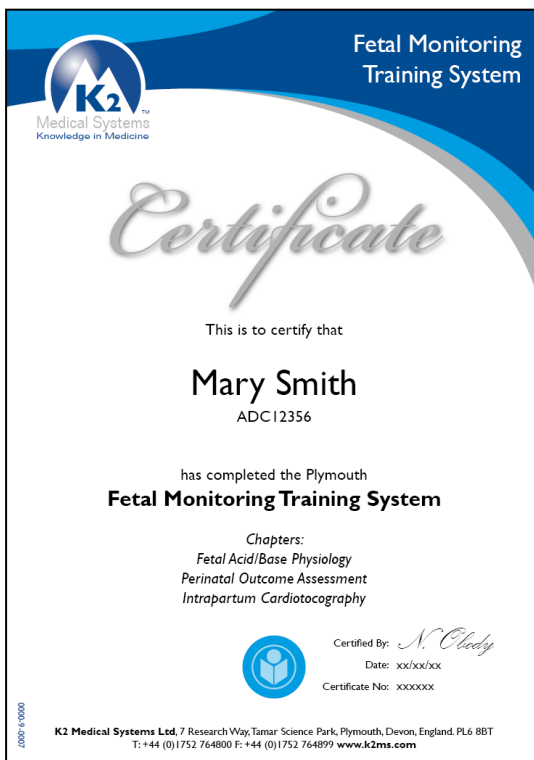 Fetal Monitoring
Training System
K2
TM
Medical Systems
Knowledge in Medicine
Certificate
This is to certify that
Mary Smith
ADC12356
has completed the Plymouth
Fetal Monitoring Training System
Chapters:
Fetal Acid/Base Physiology
Perinatal Outcome Assessment
Intrapartum Cardiotocography
Certified By: N. Obody
Date: xx/xx/xx
Certificate No: xxxxxx
0000-9-0007
K2 Medical Systems Ltd, 7 Research Way, Tamar Science Park, Plymouth, Devon, England. PL6 8BT
T: +44 (0)1752 764800 F: +44 (0)1752 764899 www.k2ms.com